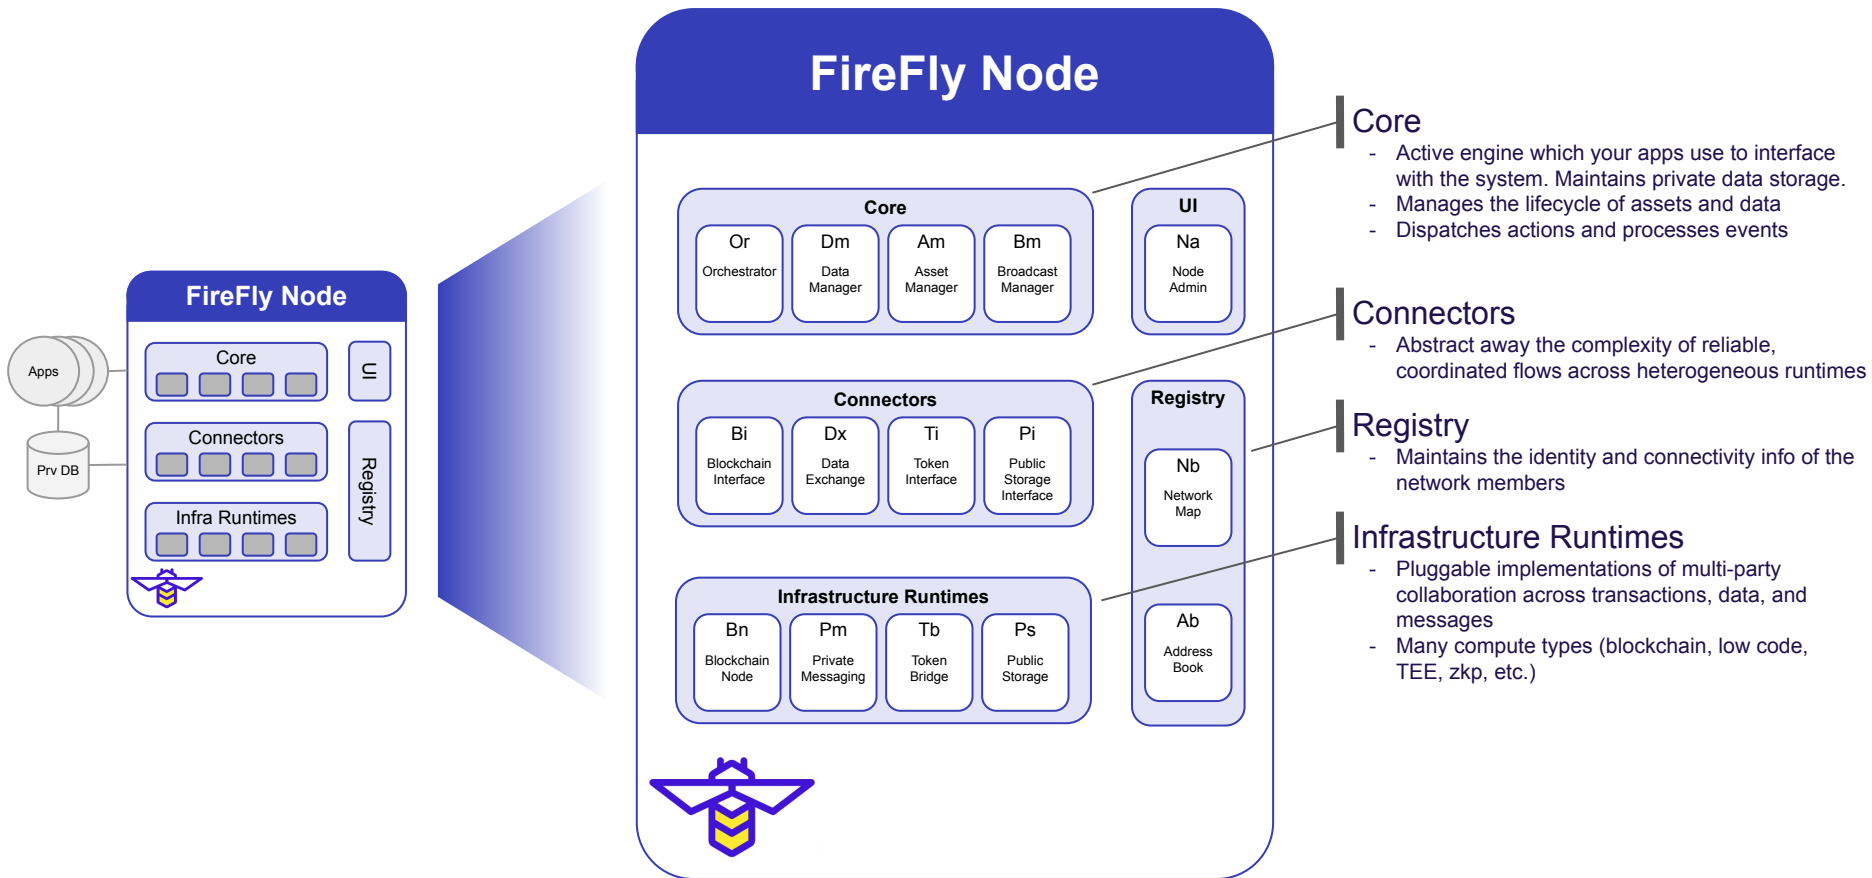 FireFly Node
Core
UI
Apps
Connectors
Registry
Prv DB
Infra Runtimes
FireFly Node
Core
Or
Orchestrator
Dm
Data
Manager
Am
Asset
Manager
Bm
Broadcast
Manager
UI
Na
Node
Admin
Connectors
Bi
Blockchain
Interface
Dx
Data
Exchange
Ti
Token
Interface
Pi
Public
Storage
Interface
Registry
Nb
Network
Map
Ab
Address
Book
Infrastructure Runtimes
Bn
Blockchain
Node
Pm
Private
Messaging
Tb
Token
Bridge
Ps
Public
Storage
Core
- Active engine which your apps use to interface
with the system. Maintains private data storage.
- Manages the lifecycle of assets and data
- Dispatches actions and processes events
Connectors
- Abstract away the complexity of reliable,
coordinated flows across heterogeneous runtimes
Registry
- Maintains the identity and connectivity info of the
network members
Infrastructure Runtimes
- Pluggable implementations of multi-party
collaboration across transactions, data, and
messages
- Many compute types (blockchain, low code,
TEE, zkp, etc.)